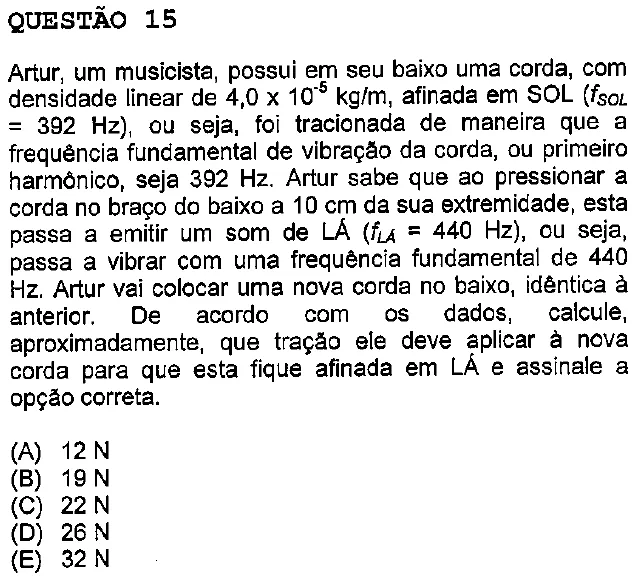 QUESTÃO 15
Artur, um musicista, possui em seu baixo uma corda, com
densidade linear de 4,0 x 10⁻⁵ kg/m, afinada em SOL (fSOL
= 392 Hz), ou seja, foi tracionada de maneira que a
frequência fundamental de vibração da corda, ou primeiro
harmônico, seja 392 Hz. Artur sabe que ao pressionar a
corda no braço do baixo a 10 cm da sua extremidade, esta
passa a emitir um som de LÁ (fLÁ = 440 Hz), ou seja,
passa a vibrar com uma frequência fundamental de 440
Hz. Artur vai colocar uma nova corda no baixo, idêntica à
anterior. De acordo com os dados, calcule,
aproximadamente, que tração ele deve aplicar à nova
corda para que esta fique afinada em LÁ e assinale a
opção correta.
(A) 12 N
(B) 19 N
(C) 22 N
(D) 26 N
(E) 32 N